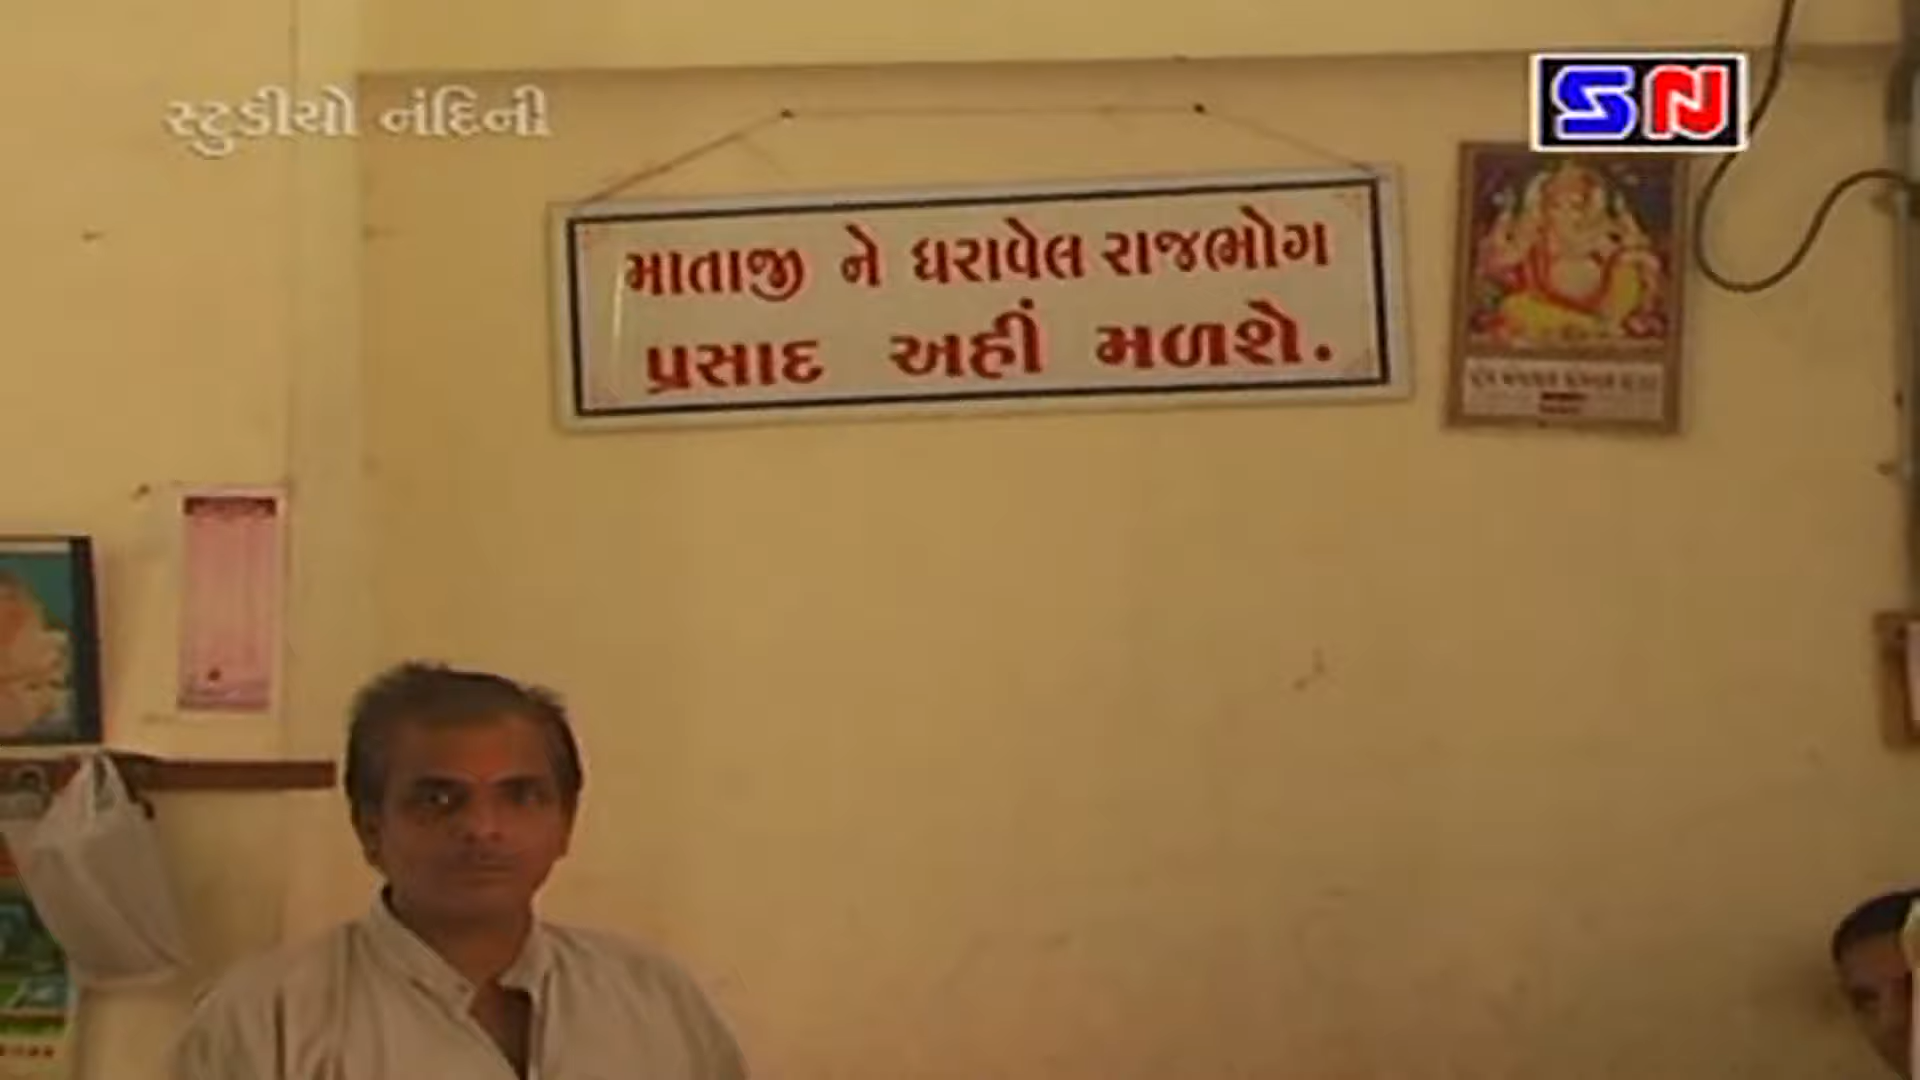 સ્ટુડીયો નંદિની
SN
માતાજી ને ધરાવેલ રાજભોગ
પ્રસાદ અહીં મળશે.